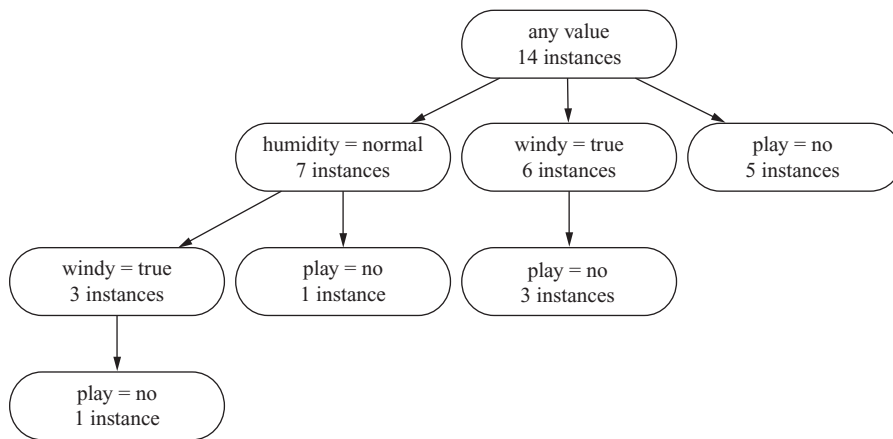 any value
14 instances
humidity = normal
7 instances
windy = true
6 instances
play = no
5 instances
windy = true
3 instances
play = no
1 instance
play = no
3 instances
play = no
1 instance